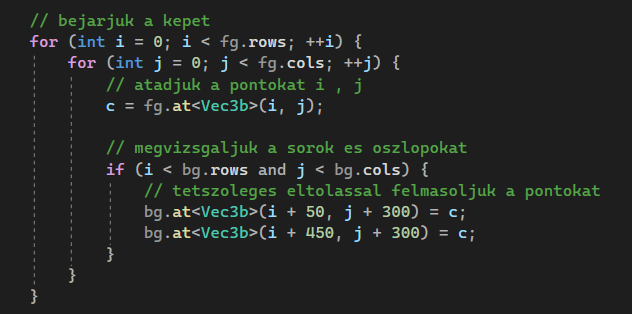 // bejarjuk a kepet
for (int i = 0; i < fg.rows; ++i) {
for (int j = 0; j < fg.cols; ++j) {
// atadjuk a pontokat i , j
c = fg.at<Vec3b>(i, j);
// megvizsgaljuk a sorok es oszlopokat
if (i < bg.rows and j < bg.cols) {
// tetszoleges eltolassal felmasoljuk a pontokat
bg.at<Vec3b>(i + 50, j + 300) = c;
bg.at<Vec3b>(i + 450, j + 300) = c;
}
}
}